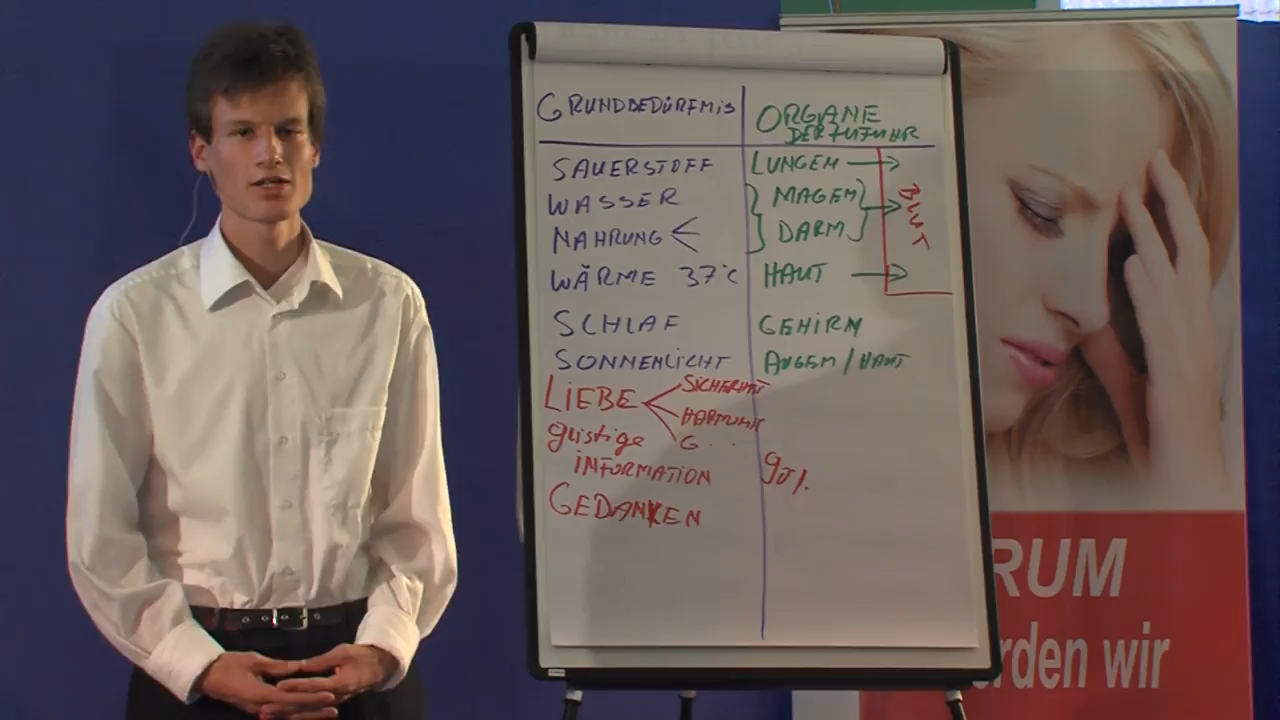 GRUNDBEDÜRFNIS
ORGANE
DER ZUFUHR
SAUERSTOFF
LUNGEN
WASSER
MAGEN
BLUT
NAHRUNG
DARM
WÄRME 37°C
HAUT
SCHLAF
GEHIRN
SONNENLICHT
AUGEN / HAUT
LIEBE
SICHERHEIT
HARMONIE
G...
geistige
INFORMATION
90%
GEDANKEN
RUM
rden wir